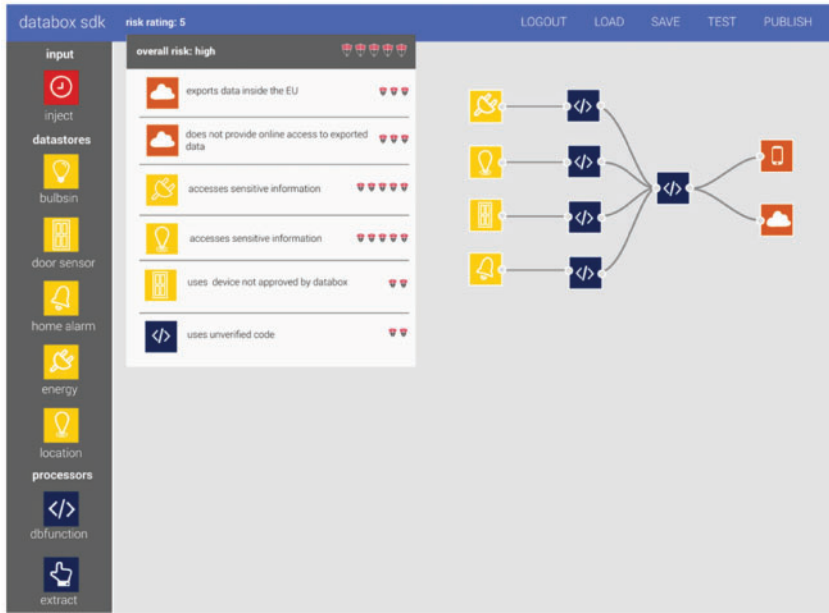 databox sdk
risk rating: 5
LOGOUT
LOAD
SAVE
TEST
PUBLISH
input
inject
datastores
bulbsin
door sensor
home alarm
energy
location
processors
dbfunction
extract
overall risk: high
exports data inside the EU
does not provide online access to exported
data
accesses sensitive information
accesses sensitive information
uses device not approved by databox
uses unverified code